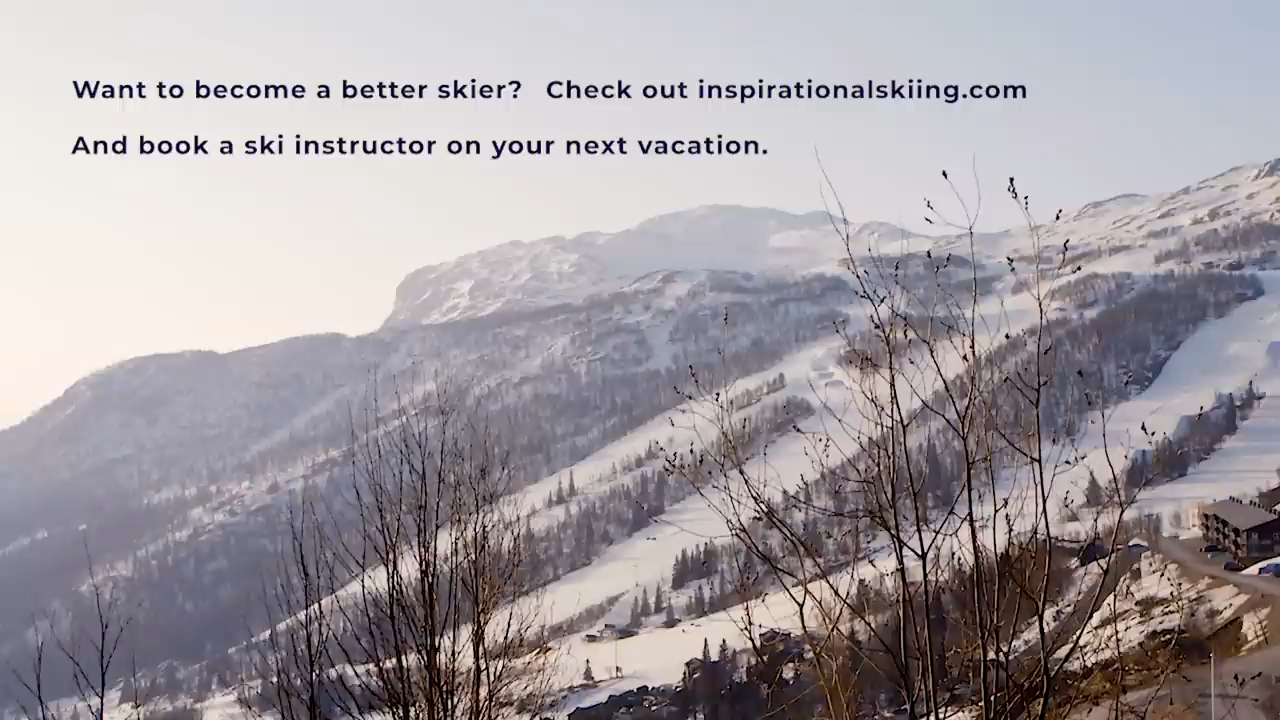 Want to become a better skier? Check out inspirationalskiing.com
And book a ski instructor on your next vacation.